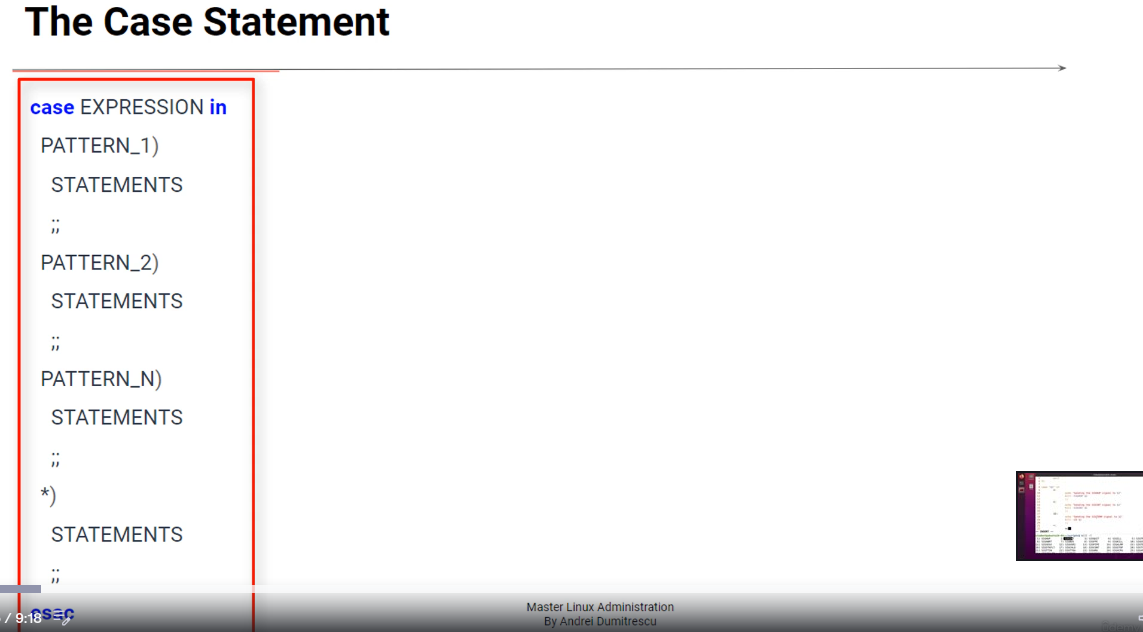 The Case Statement
case EXPRESSION in
PATTERN_1)
STATEMENTS
;;
PATTERN_2)
STATEMENTS
;;
PATTERN_N)
STATEMENTS
;;
*)
STATEMENTS
;;
esac
/ 9:18
Master Linux Administration
By Andrei Dumitrescu